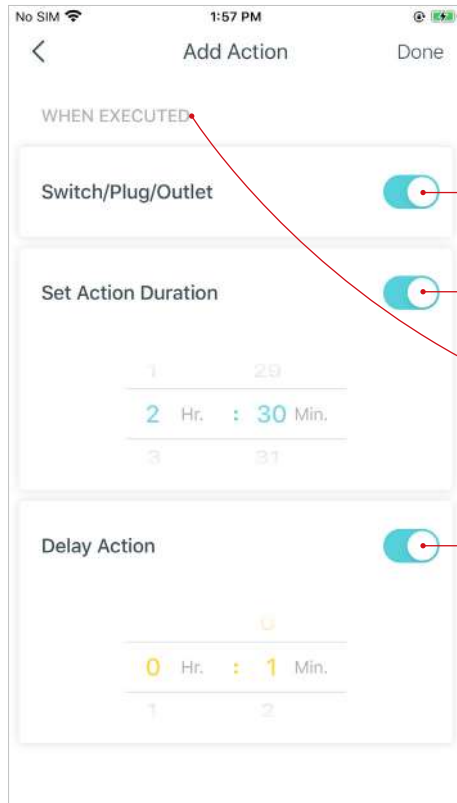 No SIM 1:57 PM
Add Action Done
WHEN EXECUTED
Switch/Plug/Outlet
Set Action Duration
1 29
2 Hr. : 30 Min.
3 31
Delay Action
0
0 Hr. : 1 Min.
1 2